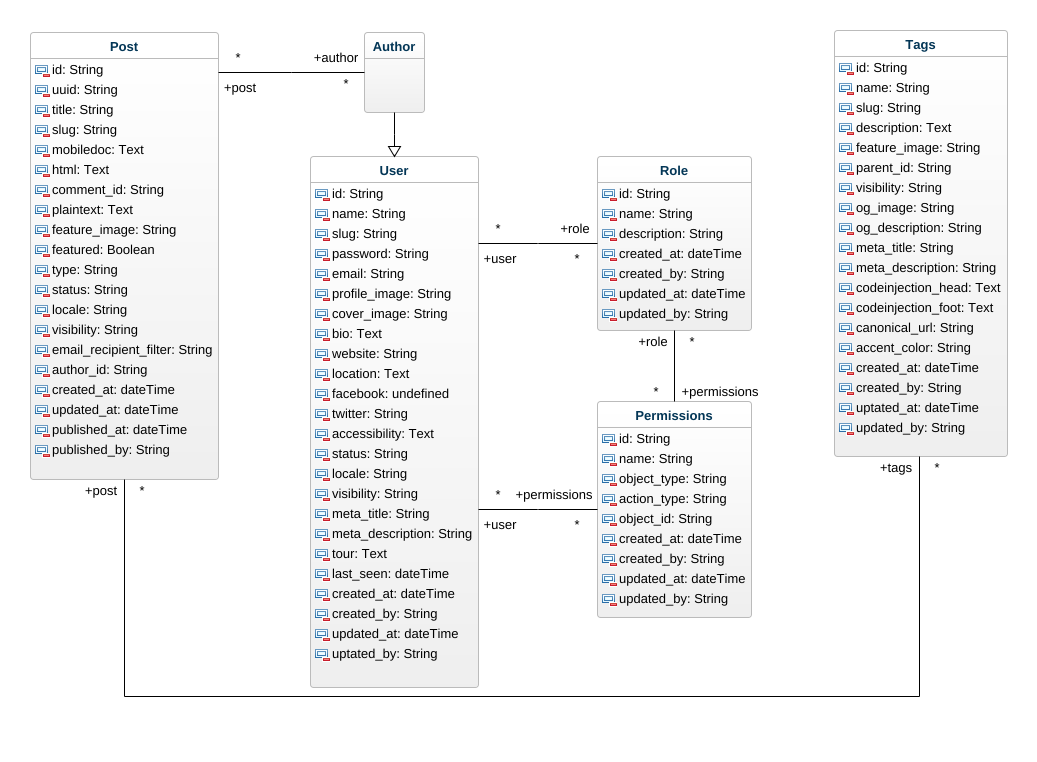 Post
id: String
uuid: String
title: String
slug: String
mobiledoc: Text
html: Text
comment_id: String
plaintext: Text
feature_image: String
featured: Boolean
type: String
status: String
locale: String
visibility: String
email_recipient_filter: String
author_id: String
created_at: dateTime
updated_at: dateTime
published_at: dateTime
published_by: String
* +author
+post *
Author
User
id: String
name: String
slug: String
password: String
email: String
profile_image: String
cover_image: String
bio: Text
website: String
location: Text
facebook: undefined
twitter: String
accessibility: Text
status: String
locale: String
visibility: String
meta_title: String
meta_description: String
tour: Text
last_seen: dateTime
created_at: dateTime
created_by: String
updated_at: dateTime
uptated_by: String
* +role
+user *
Role
id: String
name: String
description: String
created_at: dateTime
created_by: String
updated_at: dateTime
updated_by: String
+role *
* +permissions
* +permissions
+user *
Permissions
id: String
name: String
object_type: String
action_type: String
object_id: String
created_at: dateTime
created_by: String
updated_at: dateTime
updated_by: String
Tags
id: String
name: String
slug: String
description: Text
feature_image: String
parent_id: String
visibility: String
og_image: String
og_description: String
meta_title: String
meta_description: String
codeinjection_head: Text
codeinjection_foot: Text
canonical_url: String
accent_color: String
created_at: dateTime
created_by: String
uptated_at: dateTime
updated_by: String
+tags *
+post *